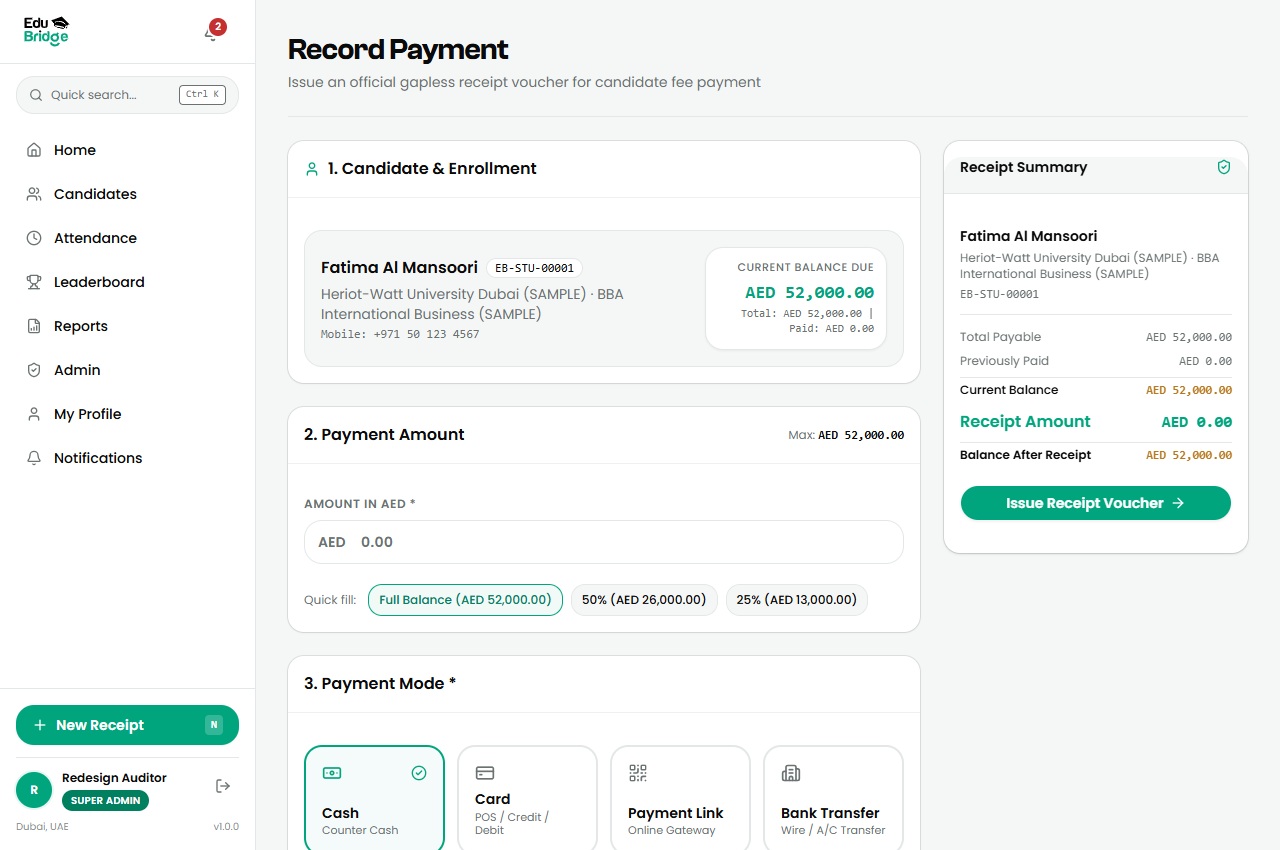 Edu
Bridge
2
Quick search...
Ctrl K
Home
Candidates
Attendance
Leaderboard
Reports
Admin
My Profile
Notifications
New Receipt
N
R
Redesign Auditor
SUPER ADMIN
Dubai, UAE
v1.0.0
Record Payment
Issue an official gapless receipt voucher for candidate fee payment
1. Candidate & Enrollment
Fatima Al Mansoori
EB-STU-00001
Heriot-Watt University Dubai (SAMPLE) · BBA
International Business (SAMPLE)
Mobile: +971 50 123 4567
CURRENT BALANCE DUE
AED 52,000.00
Total: AED 52,000.00 |
Paid: AED 0.00
2. Payment Amount
Max: AED 52,000.00
AMOUNT IN AED *
AED 0.00
Quick fill:
Full Balance (AED 52,000.00)
50% (AED 26,000.00)
25% (AED 13,000.00)
3. Payment Mode *
Cash
Counter Cash
Card
POS / Credit /
Debit
Payment Link
Online Gateway
Bank Transfer
Wire / A/C Transfer
Receipt Summary
Fatima Al Mansoori
Heriot-Watt University Dubai (SAMPLE) · BBA
International Business (SAMPLE)
EB-STU-00001
Total Payable AED 52,000.00
Previously Paid AED 0.00
Current Balance AED 52,000.00
Receipt Amount AED 0.00
Balance After Receipt AED 52,000.00
Issue Receipt Voucher